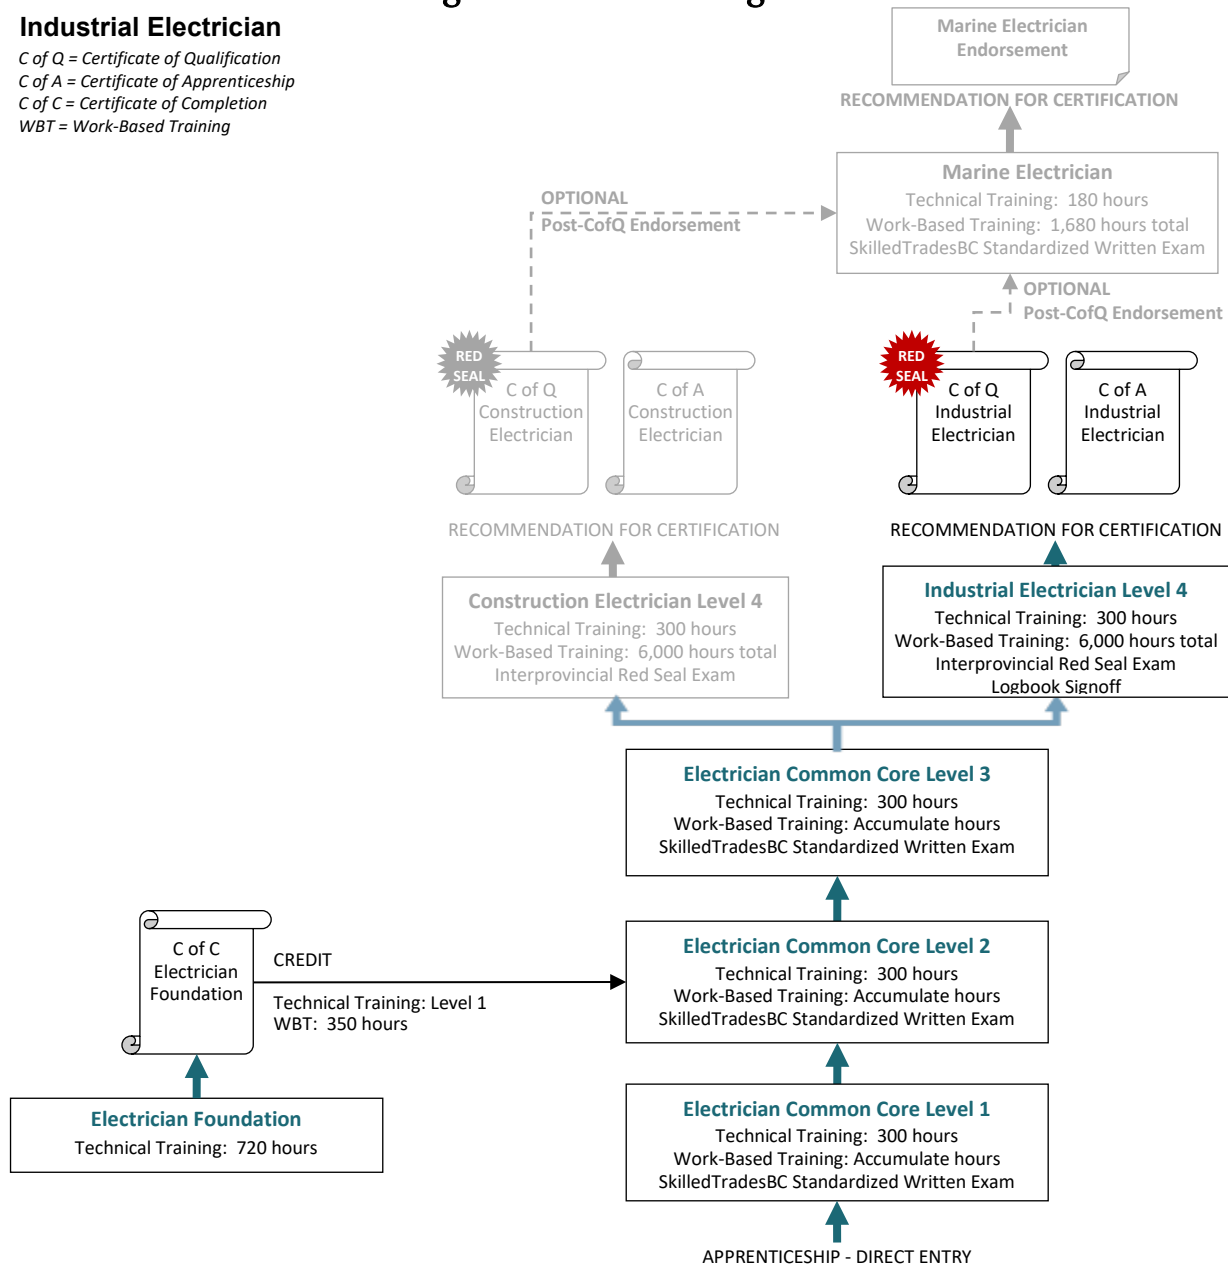 Industrial Electrician
C of Q = Certificate of Qualification
C of A = Certificate of Apprenticeship
C of C = Certificate of Completion
WBT = Work-Based Training
Marine Electrician
Endorsement
RECOMMENDATION FOR CERTIFICATION
Marine Electrician
Technical Training: 180 hours
Work-Based Training: 1,680 hours total
SkilledTradesBC Standardized Written Exam
OPTIONAL
Post-CofQ Endorsement
OPTIONAL
Post-CofQ Endorsement
RED
SEAL
C of Q
Construction
Electrician
C of A
Construction
Electrician
RED
SEAL
C of Q
Industrial
Electrician
C of A
Industrial
Electrician
RECOMMENDATION FOR CERTIFICATION
RECOMMENDATION FOR CERTIFICATION
Construction Electrician Level 4
Technical Training: 300 hours
Work-Based Training: 6,000 hours total
Interprovincial Red Seal Exam
Industrial Electrician Level 4
Technical Training: 300 hours
Work-Based Training: 6,000 hours total
Interprovincial Red Seal Exam
Logbook Signoff
Electrician Common Core Level 3
Technical Training: 300 hours
Work-Based Training: Accumulate hours
SkilledTradesBC Standardized Written Exam
C of C
Electrician
Foundation
CREDIT
Technical Training: Level 1
WBT: 350 hours
Electrician Common Core Level 2
Technical Training: 300 hours
Work-Based Training: Accumulate hours
SkilledTradesBC Standardized Written Exam
Electrician Foundation
Technical Training: 720 hours
Electrician Common Core Level 1
Technical Training: 300 hours
Work-Based Training: Accumulate hours
SkilledTradesBC Standardized Written Exam
APPRENTICESHIP - DIRECT ENTRY